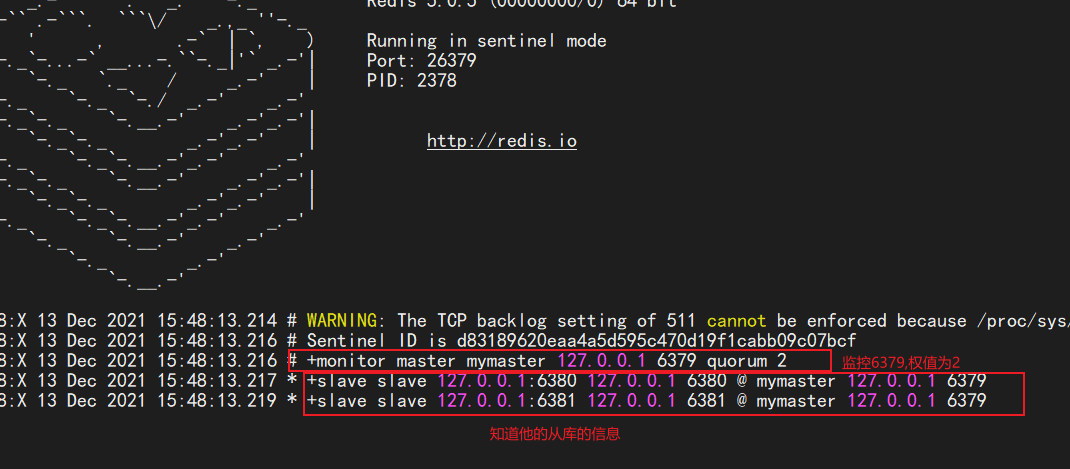 Redis 5.0.5 (00000000/0) 64 bit
Running in sentinel mode
Port: 26379
PID: 2378
http://redis.io
8:X 13 Dec 2021 15:48:13.214 # WARNING: The TCP backlog setting of 511 cannot be enforced because /proc/sys/
8:X 13 Dec 2021 15:48:13.216 # Sentinel ID is d83189620eaa4a5d595c470d19f1cabb09c07bcf
8:X 13 Dec 2021 15:48:13.216 # +monitor master mymaster 127.0.0.1 6379 quorum 2 监控6379,权值为2
8:X 13 Dec 2021 15:48:13.217 * +slave slave 127.0.0.1:6380 127.0.0.1 6380 @ mymaster 127.0.0.1 6379
8:X 13 Dec 2021 15:48:13.219 * +slave slave 127.0.0.1:6381 127.0.0.1 6381 @ mymaster 127.0.0.1 6379
知道他的从库的信息